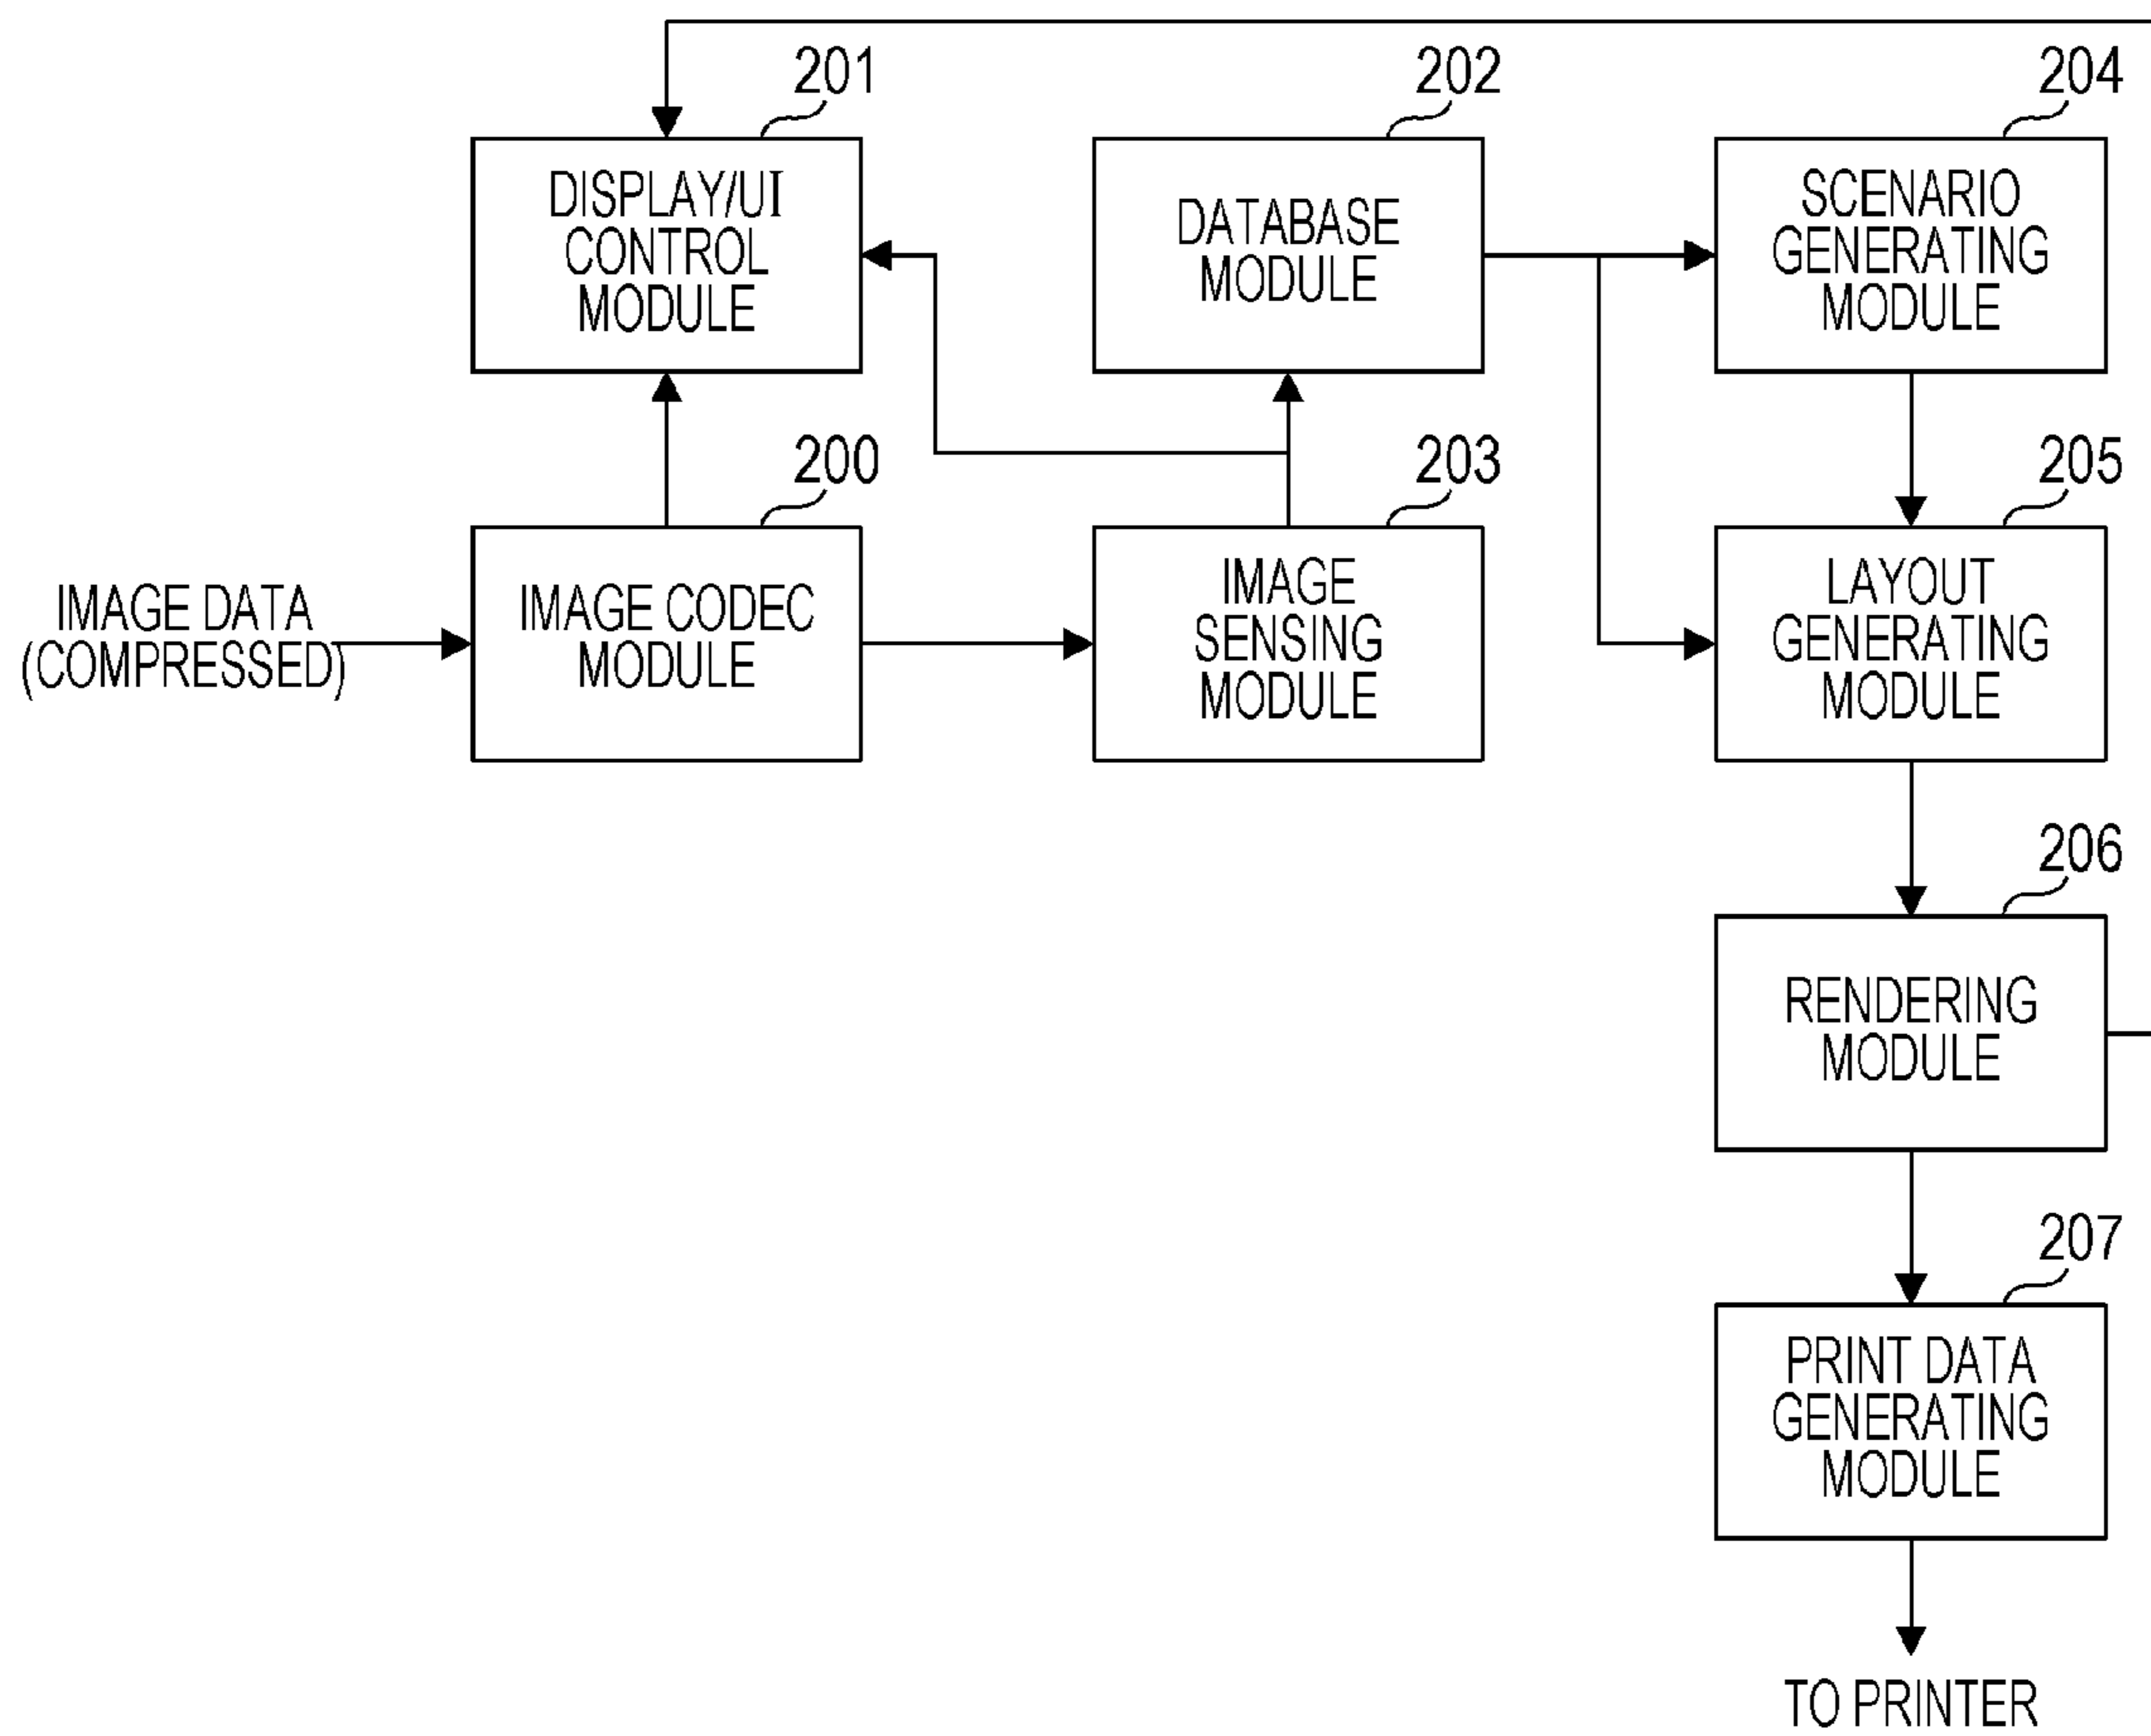 201
DISPLAY/UI
CONTROL
MODULE
202
DATABASE
MODULE
204
SCENARIO
GENERATING
MODULE
IMAGE DATA
(COMPRESSED)
200
IMAGE CODEC
MODULE
203
IMAGE
SENSING
MODULE
205
LAYOUT
GENERATING
MODULE
206
RENDERING
MODULE
207
PRINT DATA
GENERATING
MODULE
TO PRINTER